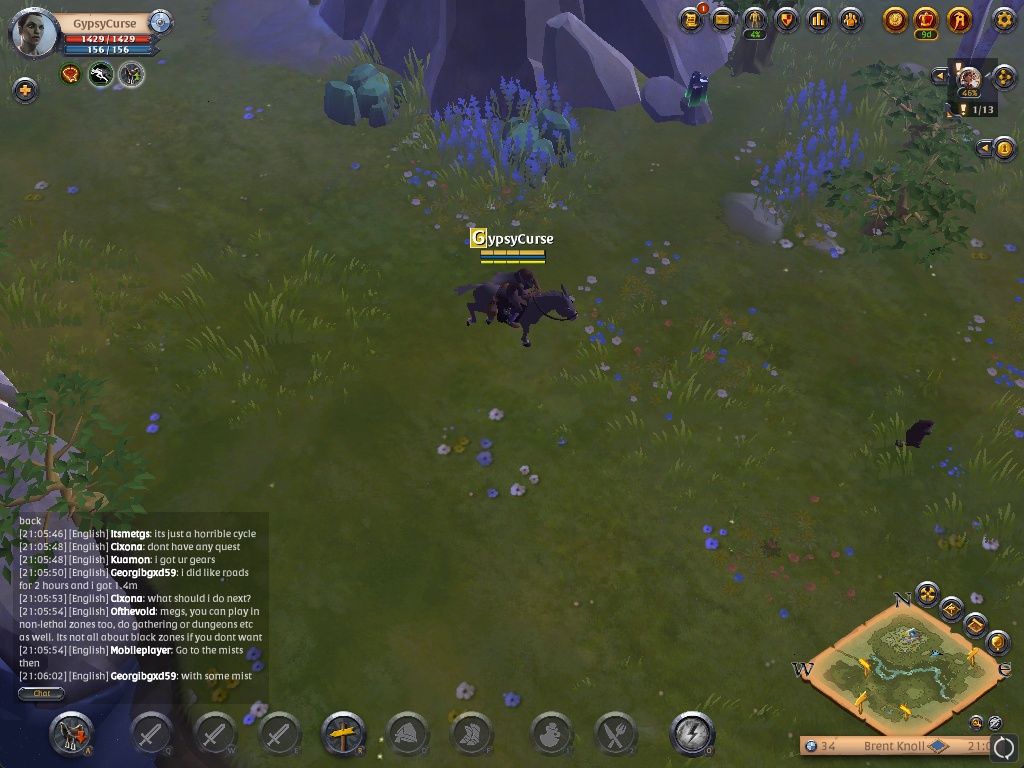 GypsyCurse
1429 / 1429
156 / 156
1
4%
9d
46%
1/13
GypsyCurse
back
[21:05:46] [English] Itsmetgs: its just a horrible cycle
[21:05:48] [English] Cixona: dont have any quest
[21:05:48] [English] Kuamon: i got ur gears
[21:05:50] [English] Georgibgxd59: i did like roads
for 2 hours and i got 1.4m
[21:05:53] [English] Cixona: what should i do next?
[21:05:54] [English] Ofthevoid: megs, you can play in
non-lethal zones too, do gathering or dungeons etc
as well. Its not all about black zones if you dont want
[21:05:54] [English] Mobileplayer: Go to the mists
then
[21:06:02] [English] Georgibgxd59: with some mist
Chat
N
W
E
A
Q
W
E
R
34
Brent Knoll